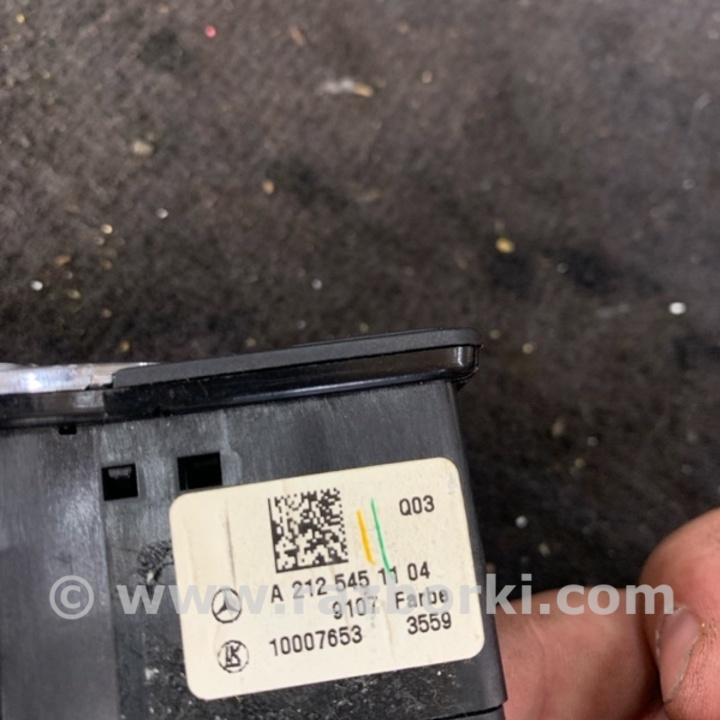 Q03
A 212 545 11 04
9107 Farbe
10007653 3559
© www.razborki.com